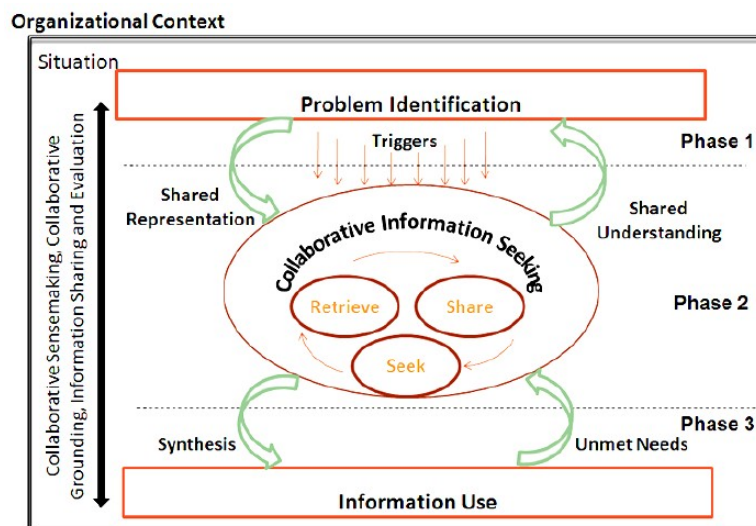 Organizational Context
Situation
Problem Identification
Triggers
Phase 1
Shared
Representation
Shared
Understanding
Collaborative Information Seeking
Retrieve
Share
Seek
Phase 2
Collaborative Sensemaking, Collaborative
Grounding, Information Sharing and Evaluation
Phase 3
Synthesis
Unmet Needs
Information Use